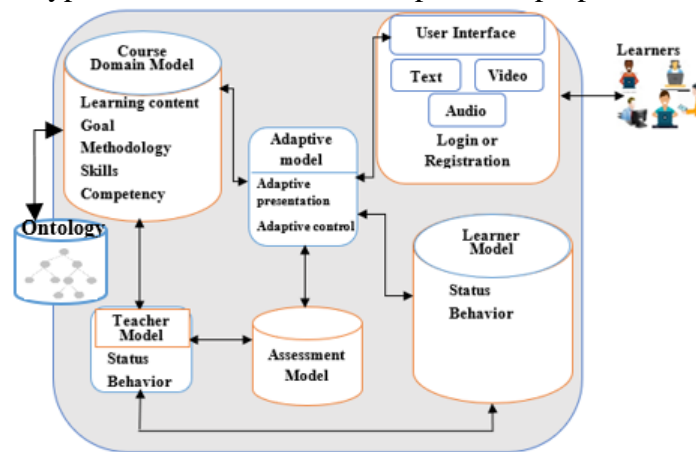 Course
Domain Model
Learning content
Goal
Methodology
Skills
Competency
Ontology
User Interface
Text
Video
Audio
Login or
Registration
Learners
Adaptive
model
Adaptive
presentation
Adaptive control
Learner
Model
Status
Behavior
Teacher
Model
Status
Behavior
Assessment
Model